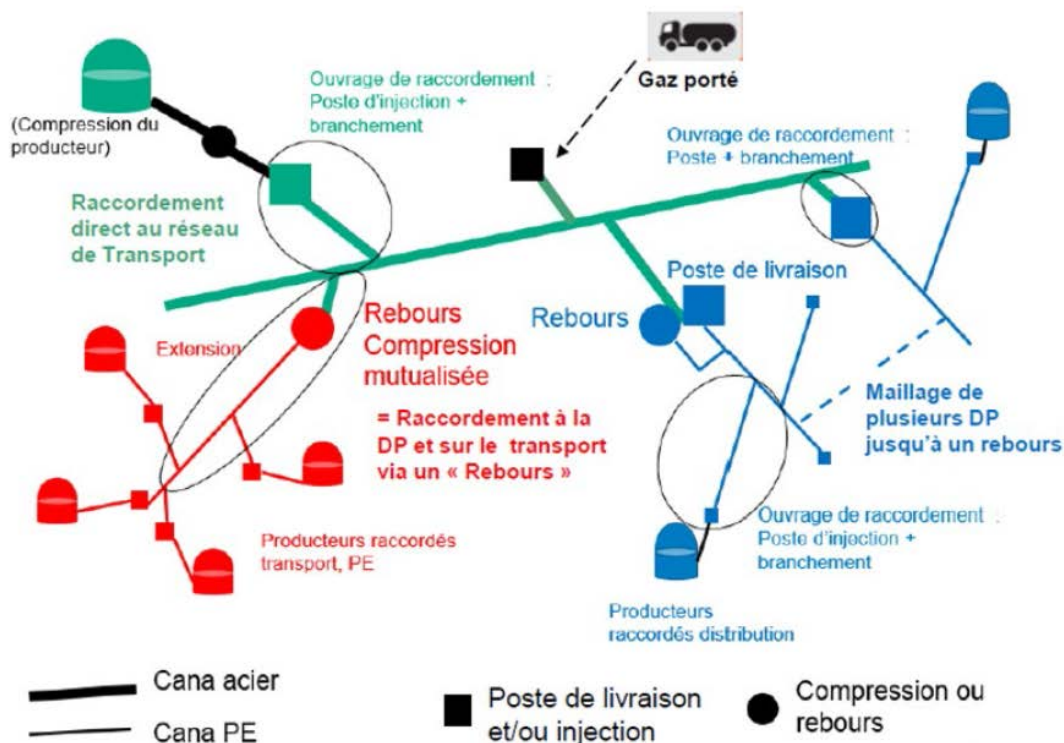 Ouvrage de raccordement :
Poste d'injection +
branchement
Gaz porté
(Compression du
producteur)
Ouvrage de raccordement :
Poste + branchement
Raccordement
direct au réseau
de Transport
Poste de livraison
Rebours
Extension
Rebours
Compression
mutualisée
= Raccordement à la
DP et sur le transport
via un « Rebours »
Maillage de
plusieurs DP
jusqu'à un rebours
Producteurs raccordés
transport, PE
Ouvrage de raccordement :
Poste d'injection +
branchement
Producteurs
raccordés distribution
Cana acier
Cana PE
Poste de livraison
et/ou injection
Compression ou
rebours